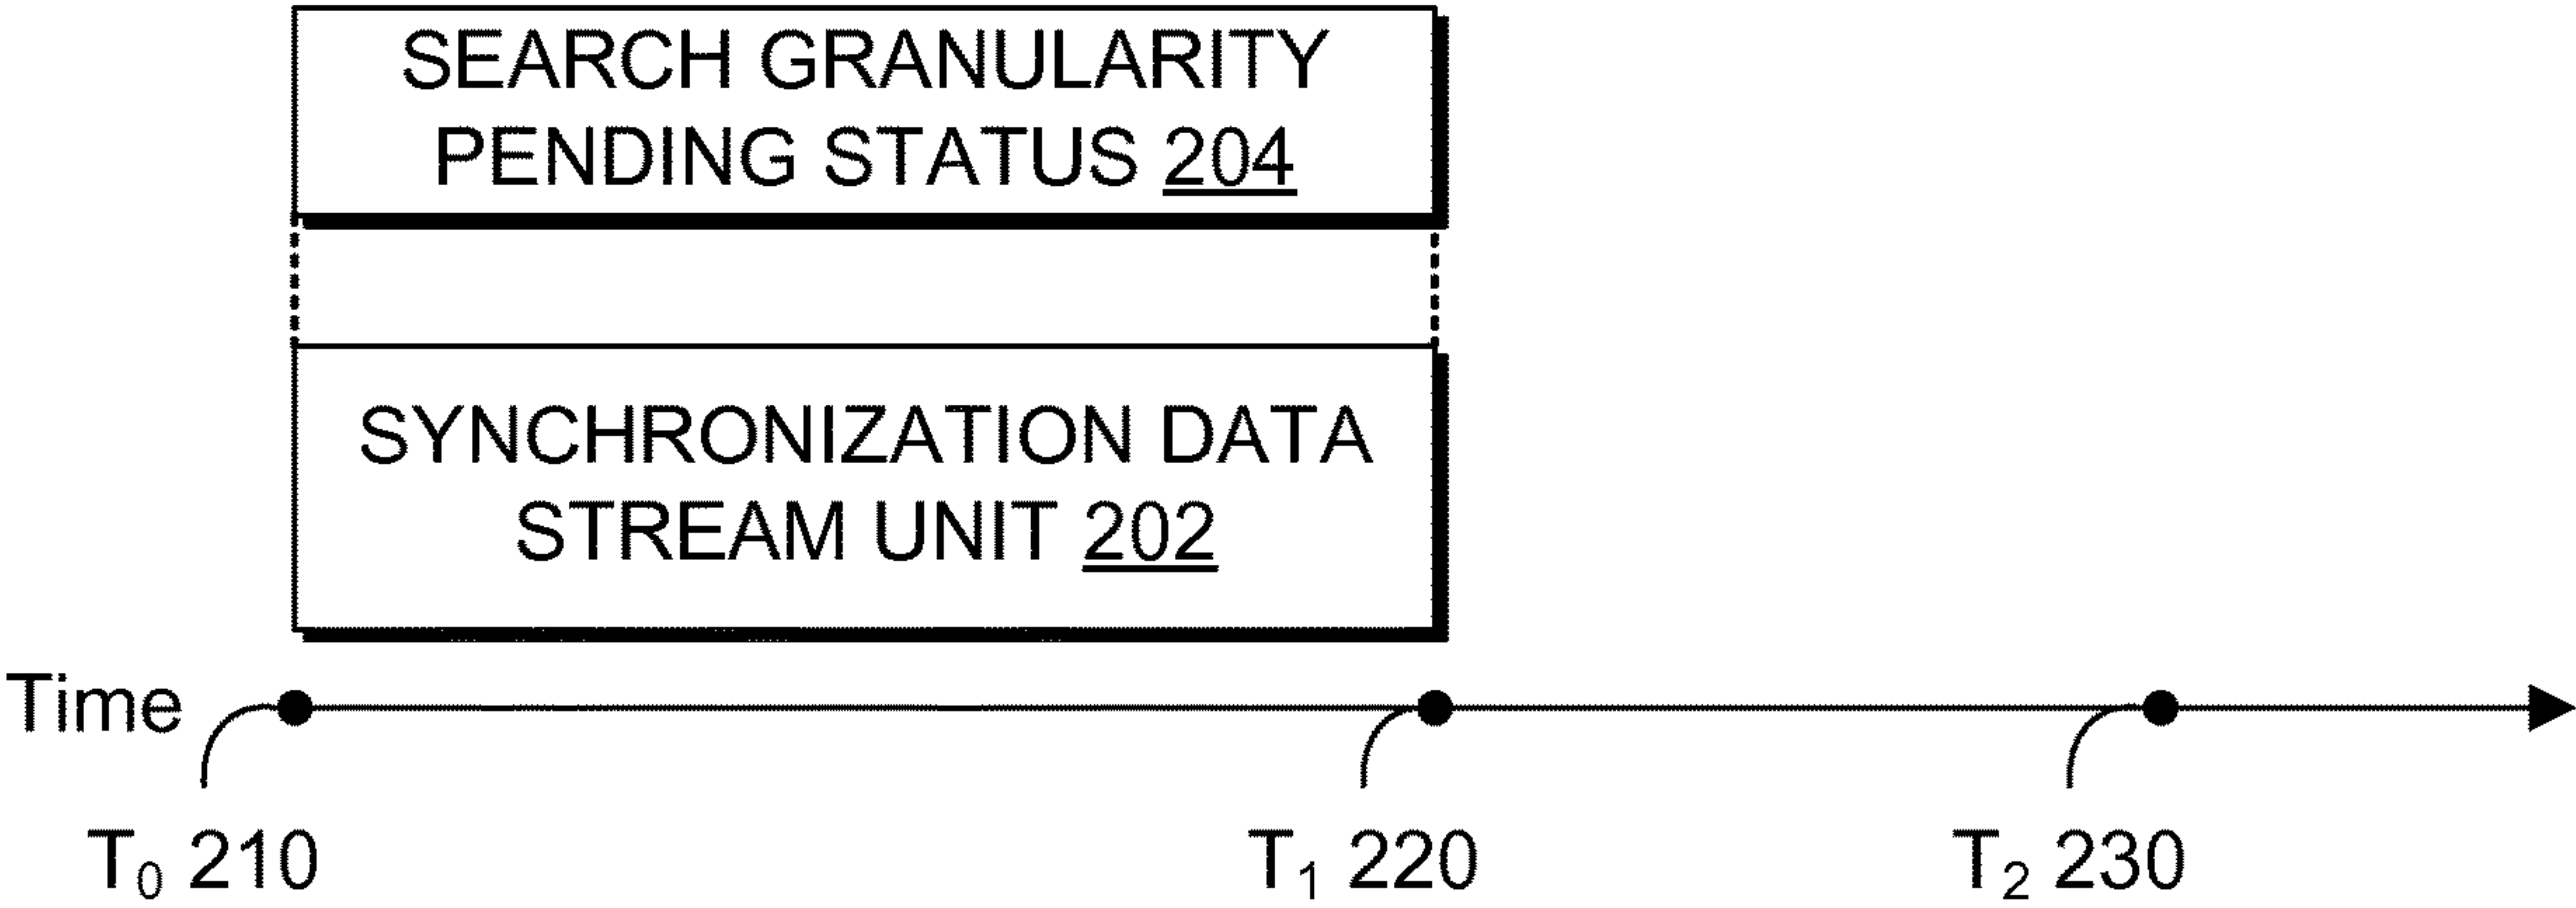 SEARCH GRANULARITY
PENDING STATUS 204
SYNCHRONIZATION DATA
STREAM UNIT 202
Time
T₀ 210
T₁ 220
T₂ 230